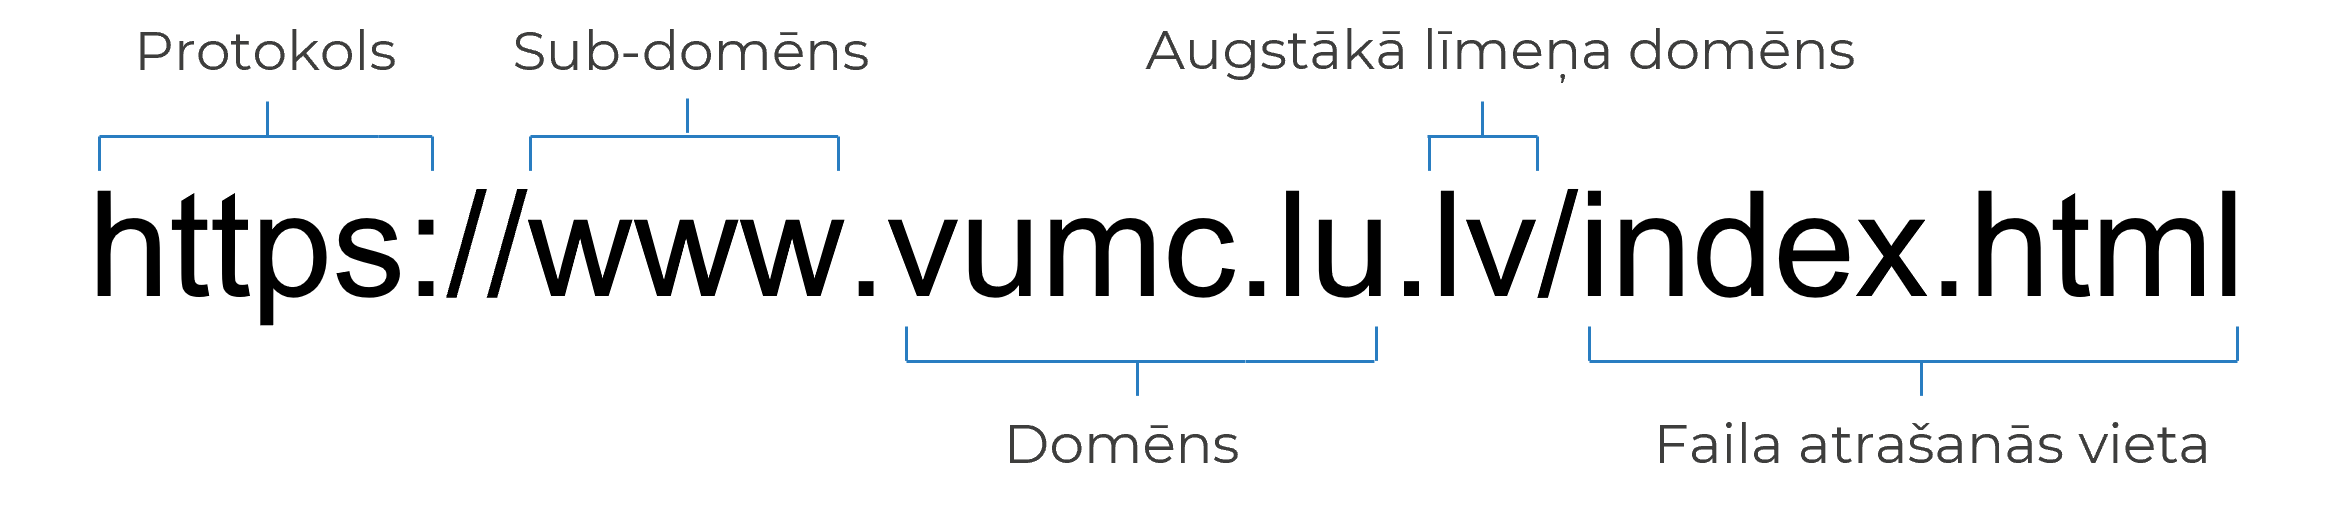 Protokols Sub-domēns Augstākā līmeņa domēns
https://www.vumc.lu.lv/index.html
Domēns Faila atrašanās vieta